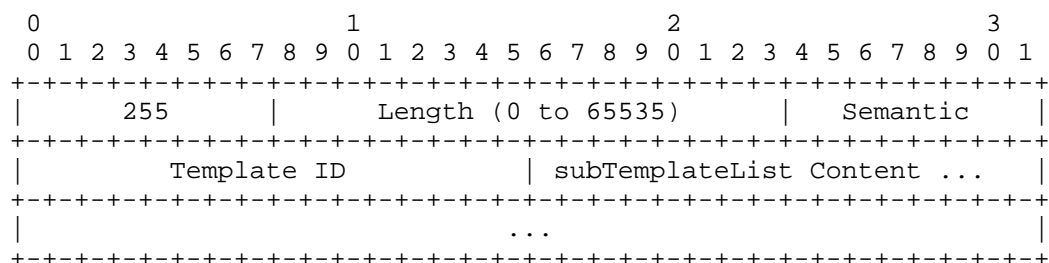 0                   1                   2                   3
 0 1 2 3 4 5 6 7 8 9 0 1 2 3 4 5 6 7 8 9 0 1 2 3 4 5 6 7 8 9 0 1
+-+-+-+-+-+-+-+-+-+-+-+-+-+-+-+-+-+-+-+-+-+-+-+-+-+-+-+-+-+-+-+-+
|      255      |      Length (0 to 65535)      |   Semantic    |
+-+-+-+-+-+-+-+-+-+-+-+-+-+-+-+-+-+-+-+-+-+-+-+-+-+-+-+-+-+-+-+-+
|         Template ID           | subTemplateList Content ...   |
+-+-+-+-+-+-+-+-+-+-+-+-+-+-+-+-+-+-+-+-+-+-+-+-+-+-+-+-+-+-+-+-+
|                              ...                              |
+-+-+-+-+-+-+-+-+-+-+-+-+-+-+-+-+-+-+-+-+-+-+-+-+-+-+-+-+-+-+-+-+